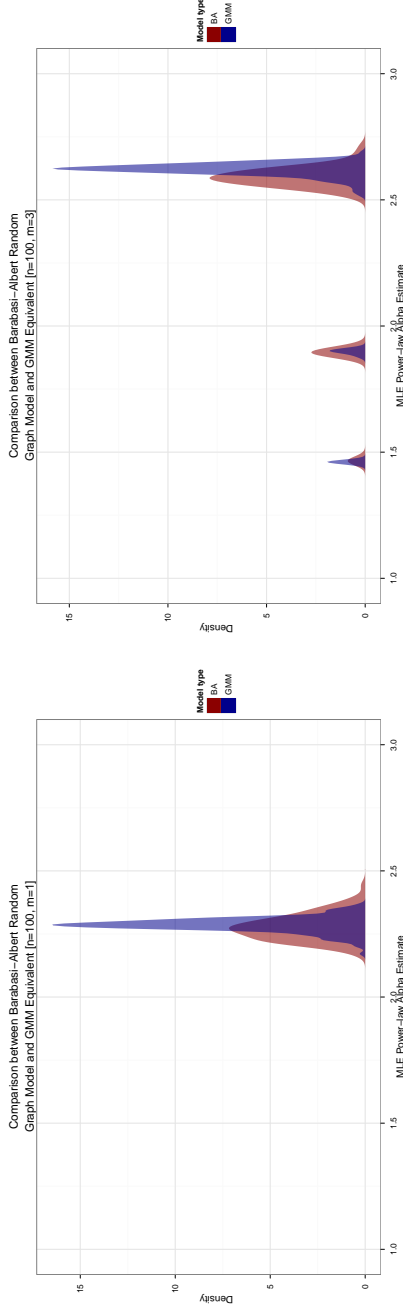 Comparison between Barabasi−Albert Random
Graph Model and GMM Equivalent [n=100, m=1]
Density
15
10
5
0
1.0
1.5
2.0
2.5
3.0
MLE Power−law Alpha Estimate
Model type
BA
GMM
Comparison between Barabasi−Albert Random
Graph Model and GMM Equivalent [n=100, m=3]
Density
15
10
5
0
1.0
1.5
2.0
2.5
3.0
MLE Power−law Alpha Estimate
Model type
BA
GMM